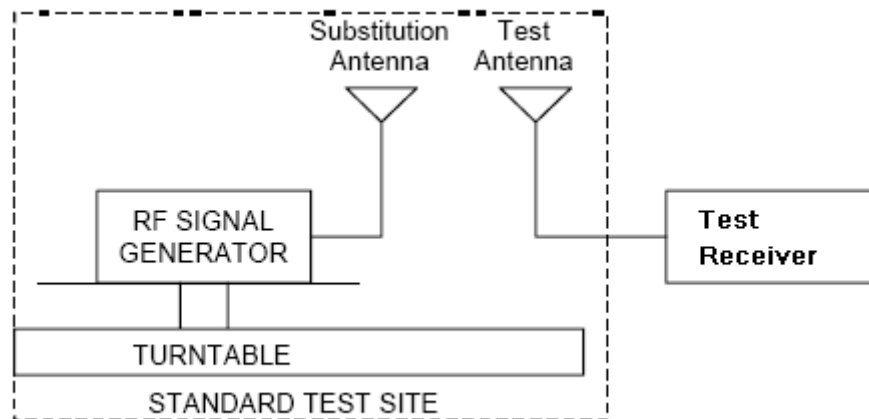 Substitution
Antenna
Test
Antenna
RF SIGNAL
GENERATOR
Test
Receiver
TURNTABLE
STANDARD TEST SITE